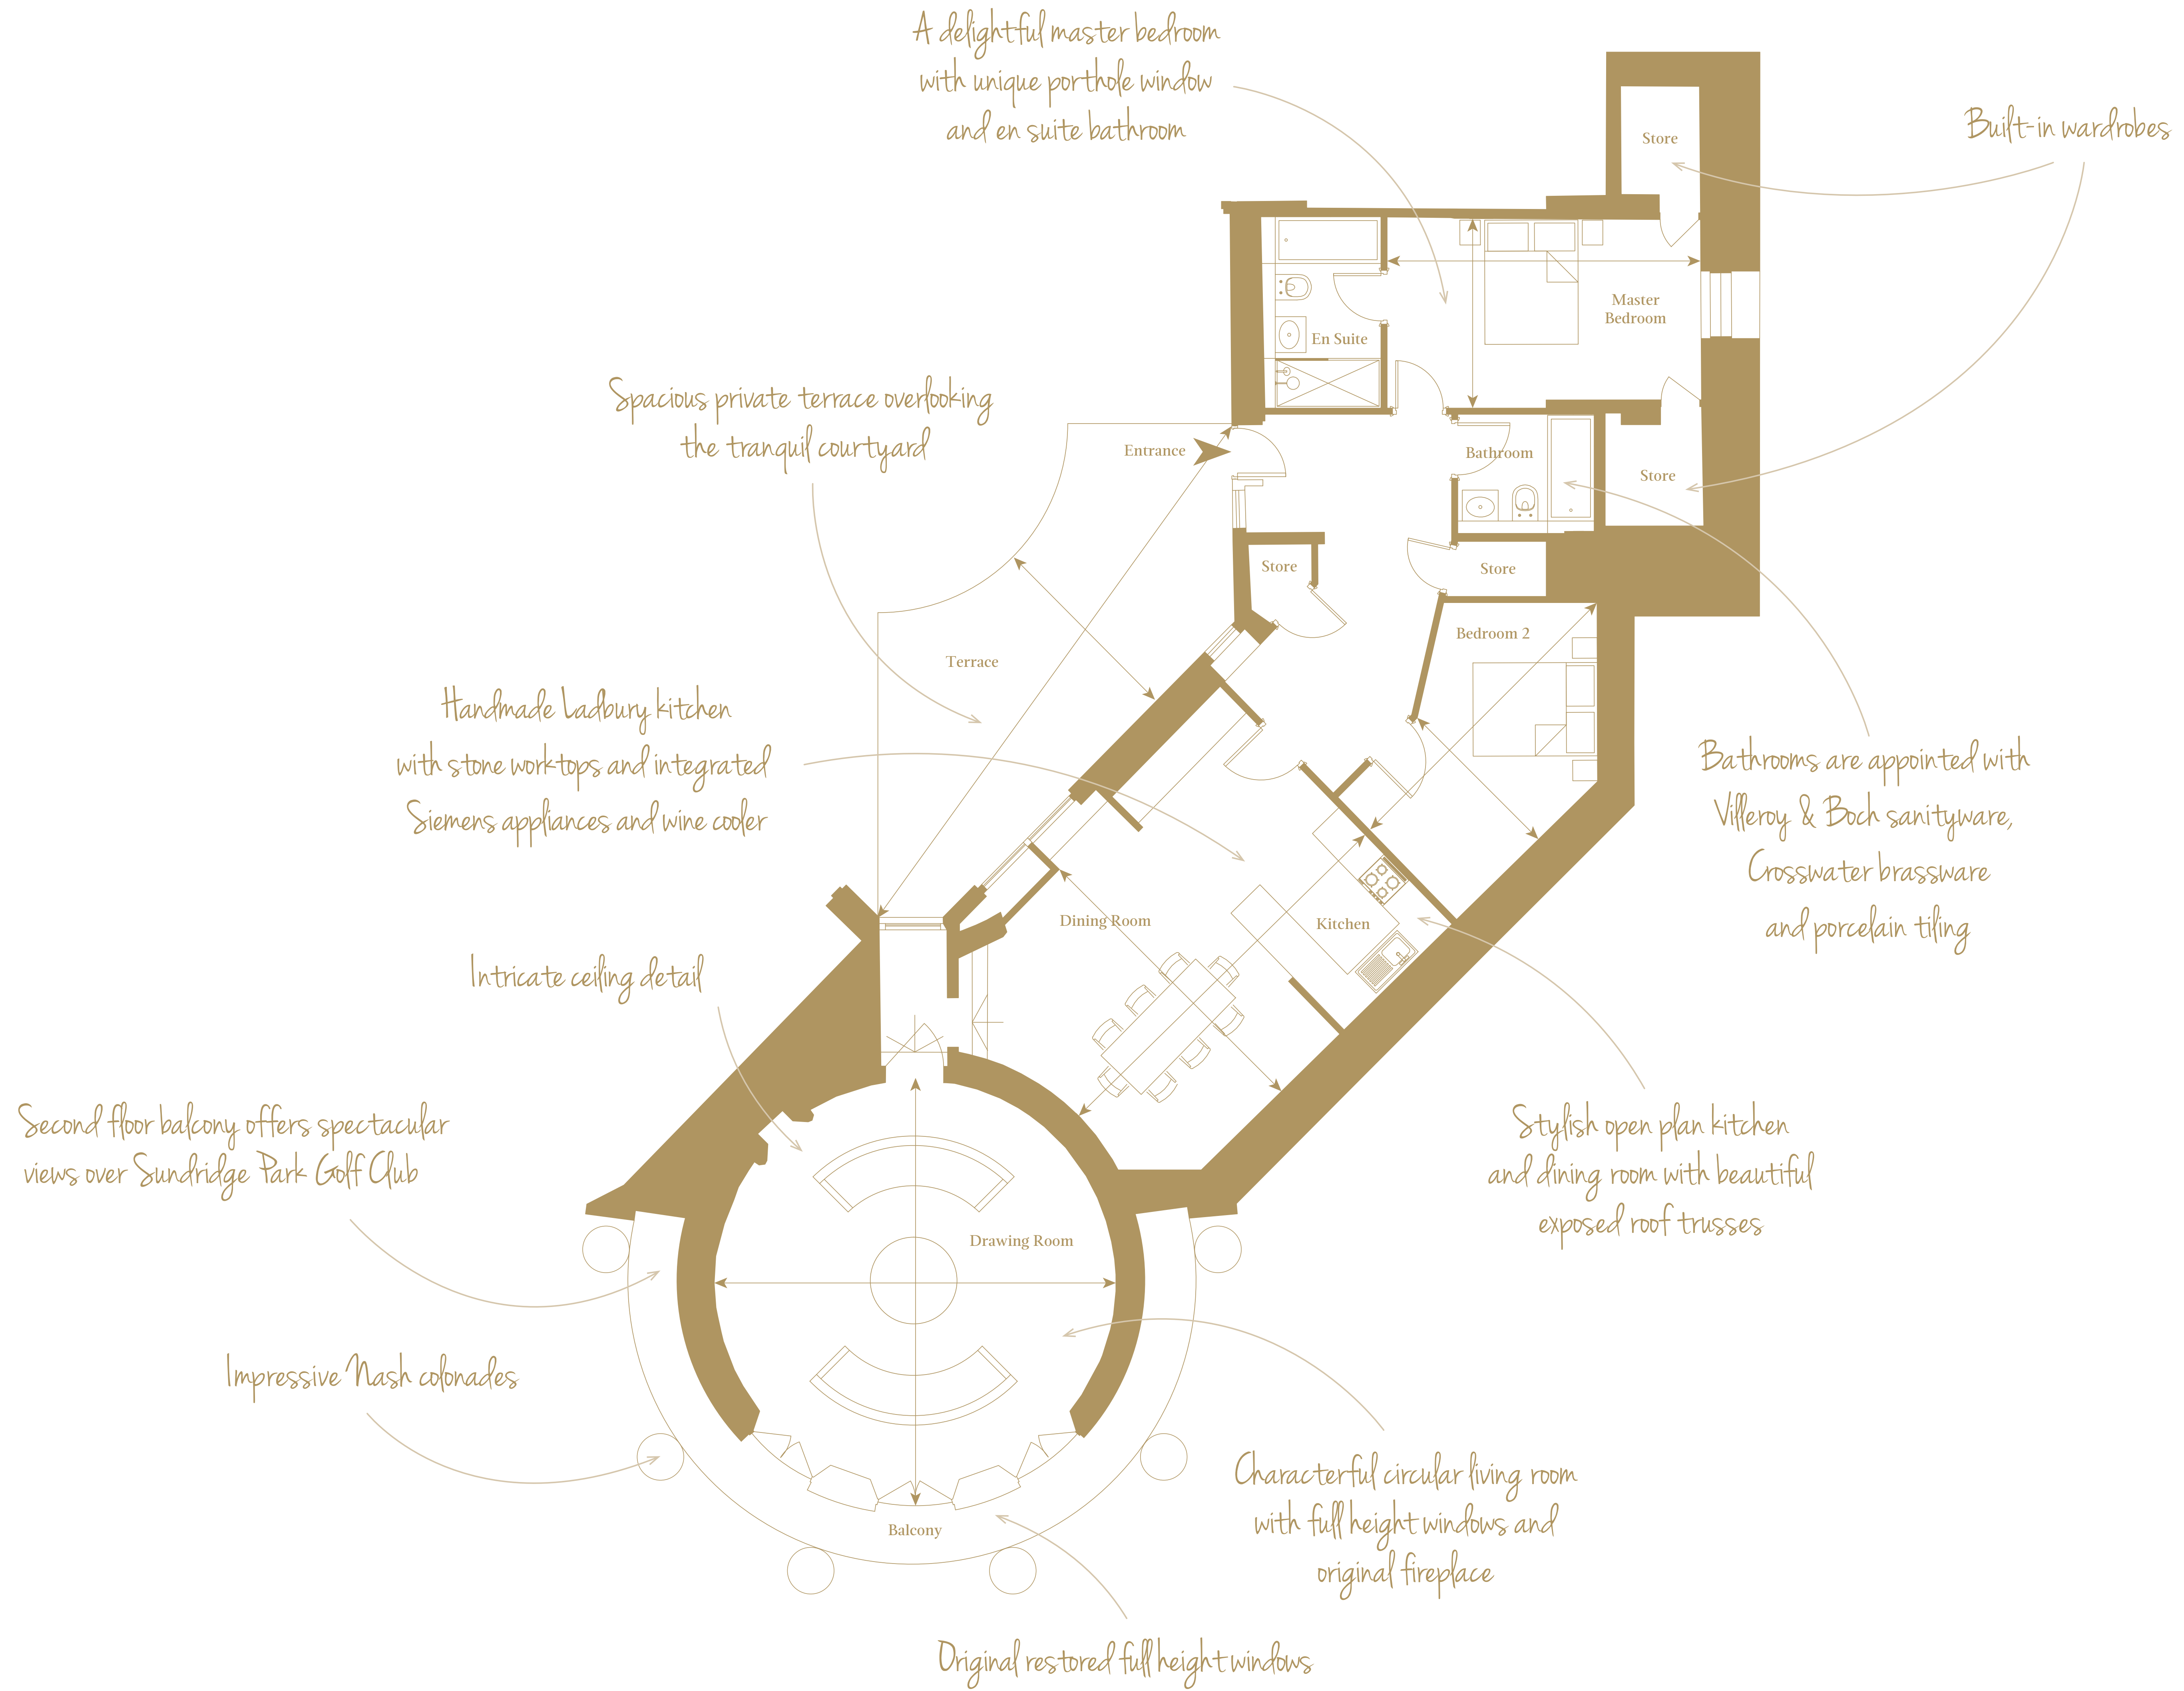 A delightful master bedroom
with unique porthole window
and en suite bathroom
Store
Built-in wardrobes
Master
Bedroom
En Suite
Spacious private terrace overlooking
the tranquil courtyard
Entrance
Bathroom
Store
Store
Store
Bedroom 2
Terrace
Handmade Ladbury kitchen
with stone worktops and integrated
Siemens appliances and wine cooler
Bathrooms are appointed with
Villeroy & Boch sanityware,
Crosswater brassware
and porcelain tiling
Dining Room
Kitchen
Intricate ceiling detail
Second floor balcony offers spectacular
views over Sundridge Park Golf Club
Stylish open plan kitchen
and dining room with beautiful
exposed roof trusses
Drawing Room
Impressive Nash colonades
Characterful circular living room
with full height windows and
original fireplace
Balcony
Original restored full height windows